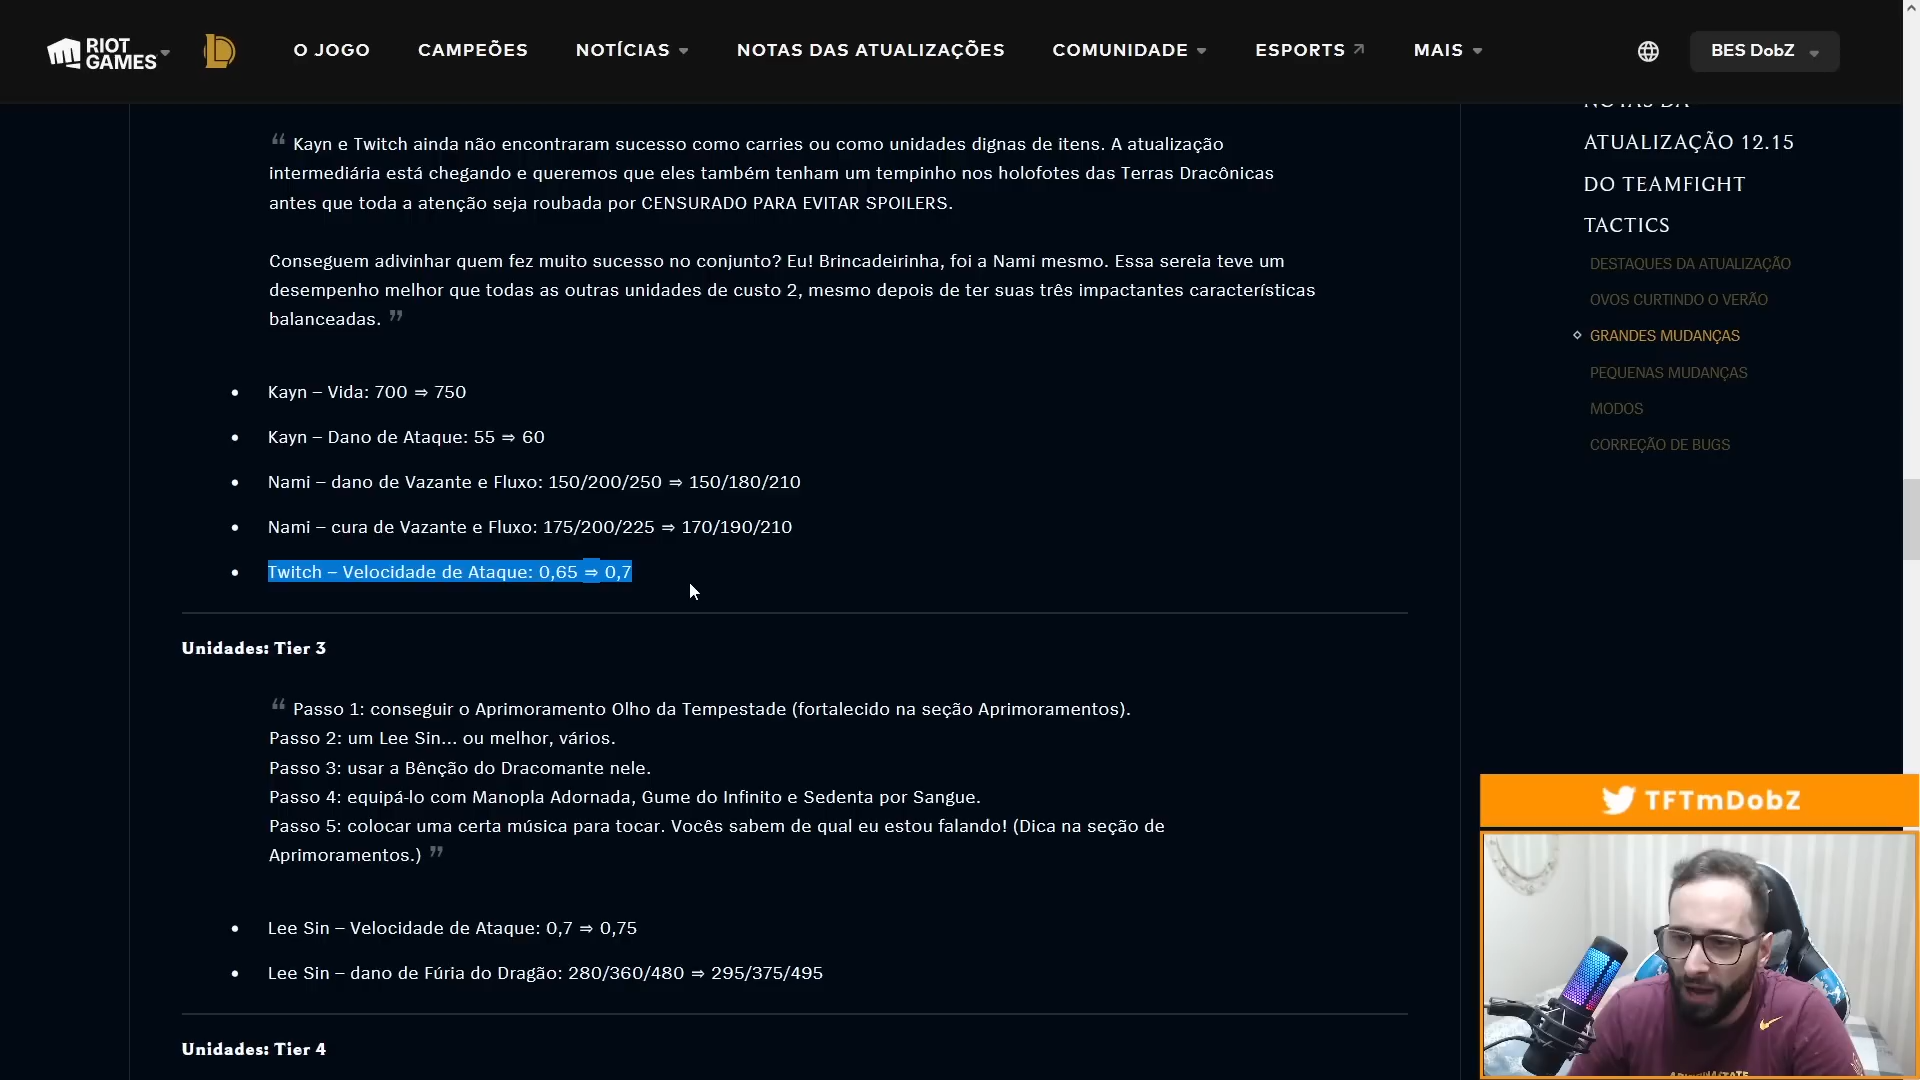 RIOT GAMES
O JOGO
CAMPEÕES
NOTÍCIAS
NOTAS DAS ATUALIZAÇÕES
COMUNIDADE
ESPORTS
MAIS
BES DobZ
“ Kayn e Twitch ainda não encontraram sucesso como carries ou como unidades dignas de itens. A atualização
intermediária está chegando e queremos que eles também tenham um tempinho nos holofotes das Terras Dracônicas
antes que toda a atenção seja roubada por CENSURADO PARA EVITAR SPOILERS.
Conseguem adivinhar quem fez muito sucesso no conjunto? Eu! Brincadeirinha, foi a Nami mesmo. Essa sereia teve um
desempenho melhor que todas as outras unidades de custo 2, mesmo depois de ter suas três impactantes características
balanceadas. ”
• Kayn – Vida: 700 ⇒ 750
• Kayn – Dano de Ataque: 55 ⇒ 60
• Nami – dano de Vazante e Fluxo: 150/200/250 ⇒ 150/180/210
• Nami – cura de Vazante e Fluxo: 175/200/225 ⇒ 170/190/210
• Twitch – Velocidade de Ataque: 0,65 ⇒ 0,7
Unidades: Tier 3
“ Passo 1: conseguir o Aprimoramento Olho da Tempestade (fortalecido na seção Aprimoramentos).
Passo 2: um Lee Sin... ou melhor, vários.
Passo 3: usar a Bênção do Dracomante nele.
Passo 4: equipá-lo com Manopla Adornada, Gume do Infinito e Sedenta por Sangue.
Passo 5: colocar uma certa música para tocar. Vocês sabem de qual eu estou falando! (Dica na seção de
Aprimoramentos.) ”
• Lee Sin – Velocidade de Ataque: 0,7 ⇒ 0,75
• Lee Sin – dano de Fúria do Dragão: 280/360/480 ⇒ 295/375/495
Unidades: Tier 4
NOTAS DA
ATUALIZAÇÃO 12.15
DO TEAMFIGHT
TACTICS
DESTAQUES DA ATUALIZAÇÃO
OVOS CURTINDO O VERÃO
GRANDES MUDANÇAS
PEQUENAS MUDANÇAS
MODOS
CORREÇÃO DE BUGS
TFTmDobZ